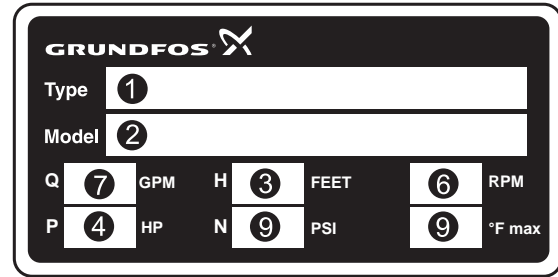 GRUNDFOS
Type 1
Model 2
Q 7 GPM H 3 FEET 6 RPM
P 4 HP N 9 PSI 9 °F max